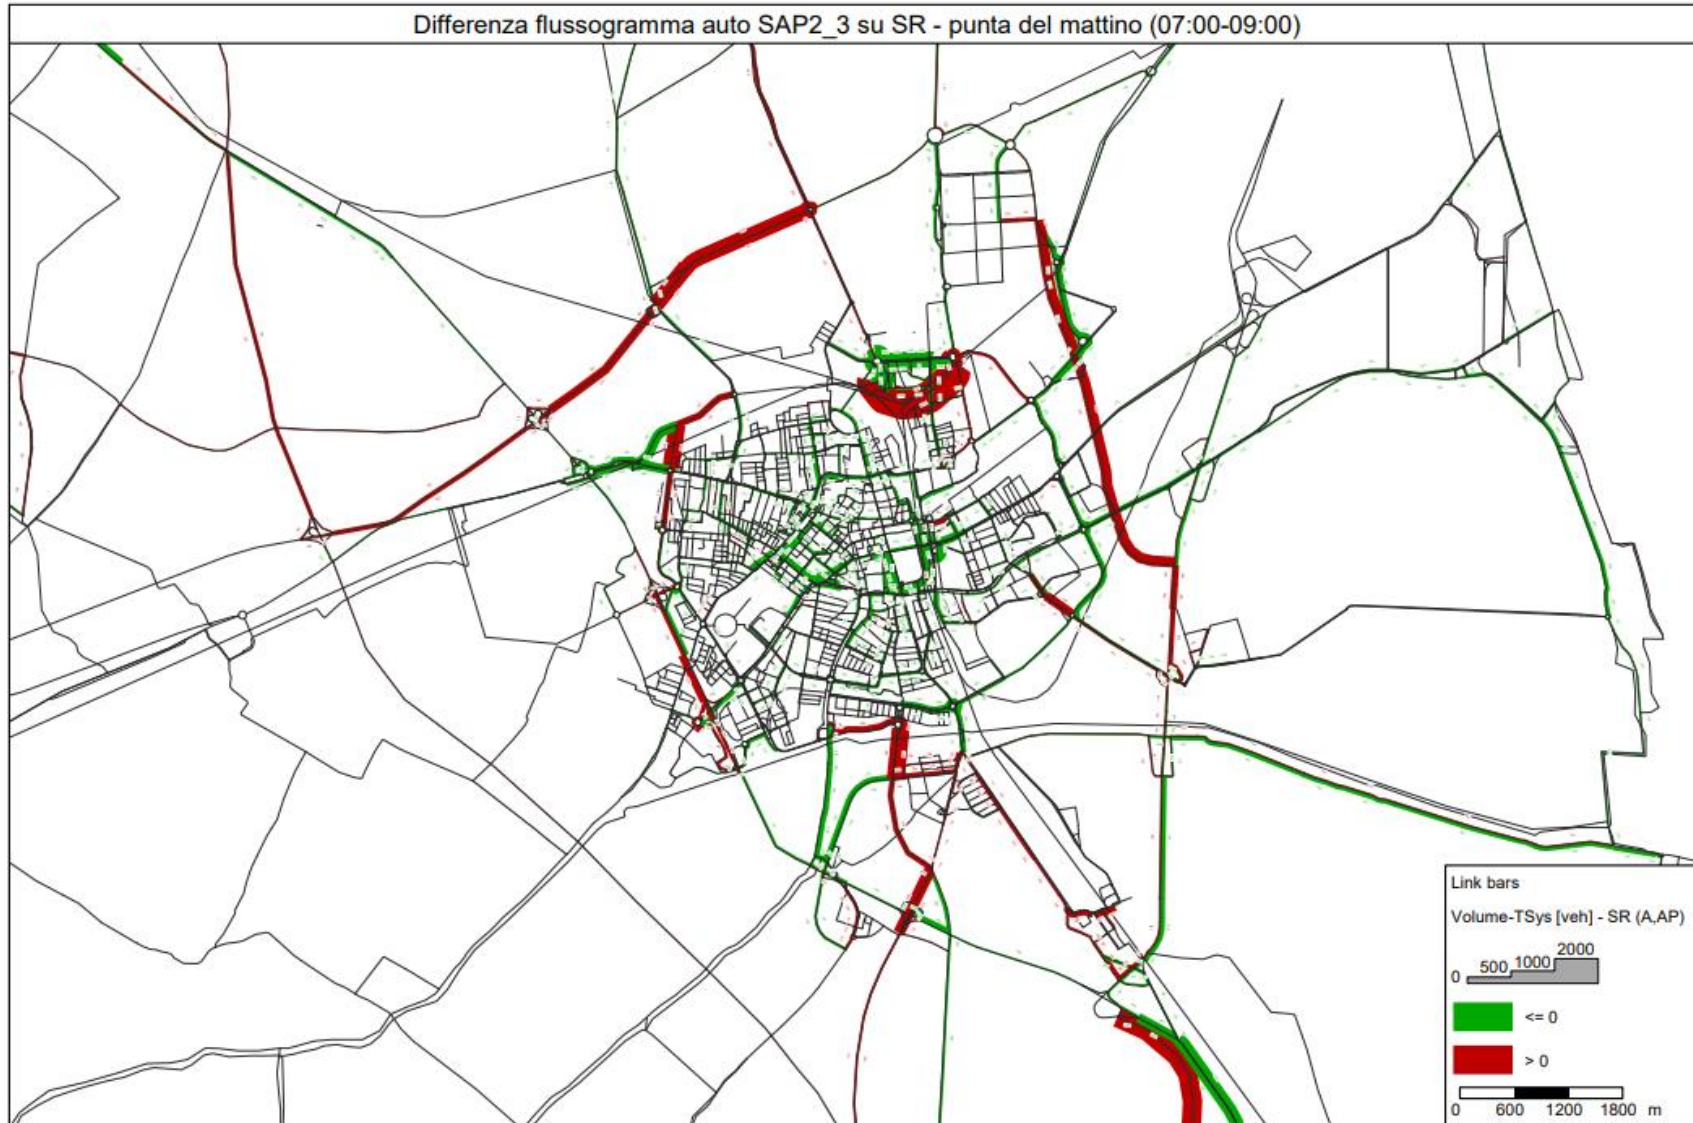 Differenza flussogramma auto SAP2_3 su SR - punta del mattino (07:00-09:00)
Link bars
Volume-TSys [veh] - SR (A,AP)
0 500 1000 2000
<= 0
> 0
0 600 1200 1800 m